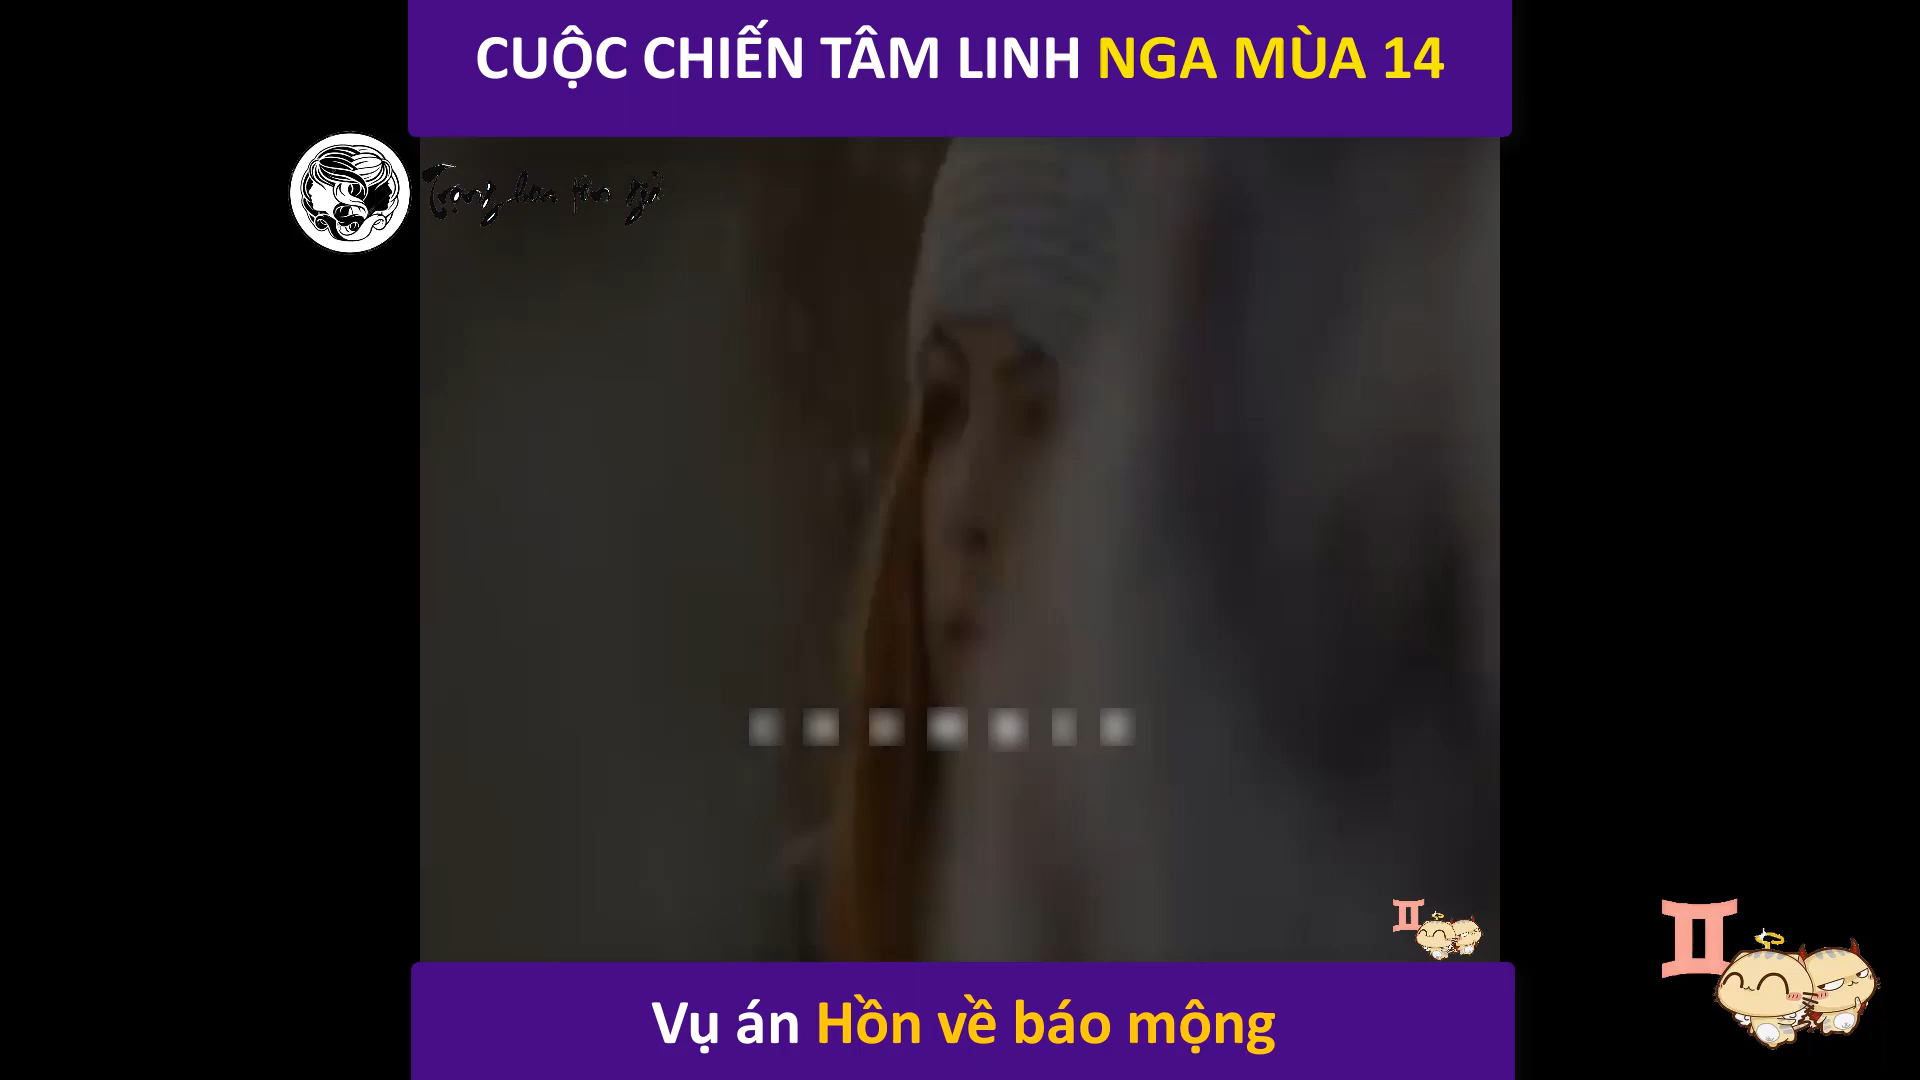 CUỘC CHIẾN TÂM LINH NGA MÙA 14
Vụ án Hồn về báo mộng